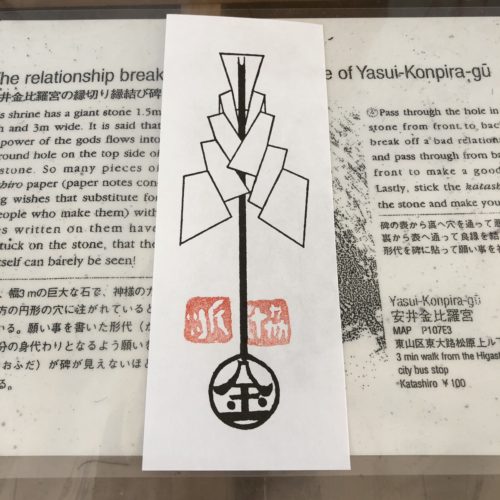 The relationship break
井金比羅宮の縁切り縁結び碑
s shrine has a giant stone 1.5m
h and 3m wide. It is said that
power of the gods flows into
round hole on the top side of
stone. So many pieces of
shiro paper (paper notes con
g wishes that substitute for
eople who make them) with
es written on them have
tuck on the stone, that the
self can barely be seen!
、幅3mの巨大な石で、神様の
方の円形の穴に注がれていると
いる。願い事を書いた形代（か
分の身代わりとなるよう願いを
おふだ）が碑が見えないほど
金
e of Yasui-Konpira-gū
Pass through the hole in
stone from front to back
break off a bad relation
and pass through from b
front to make a good
Lastly, stick the katash
the stone and make you
碑の表から裏へ穴を通って悪
裏から表へ通って良縁を結
形代を碑に貼って願い事を
Yasui-Konpira-gū
安井金比羅宮
MAP P107E3
東山区東大路松原上ル
3 min walk from the Higash
city bus stop
Katashiro ¥100